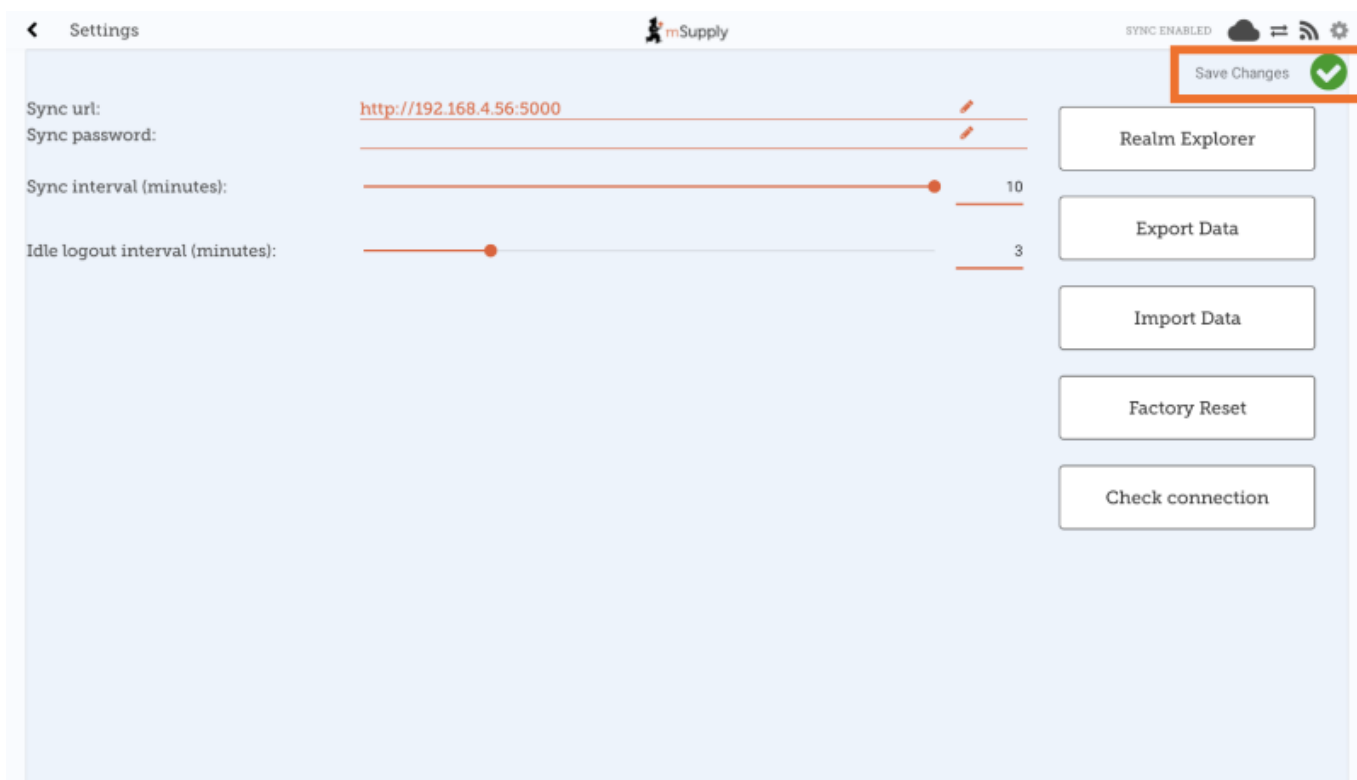 Settings
mSupply
SYNC ENABLED
Save Changes
Sync url:
http://192.168.4.56:5000
Sync password:
Sync interval (minutes):
10
Idle logout interval (minutes):
3
Realm Explorer
Export Data
Import Data
Factory Reset
Check connection